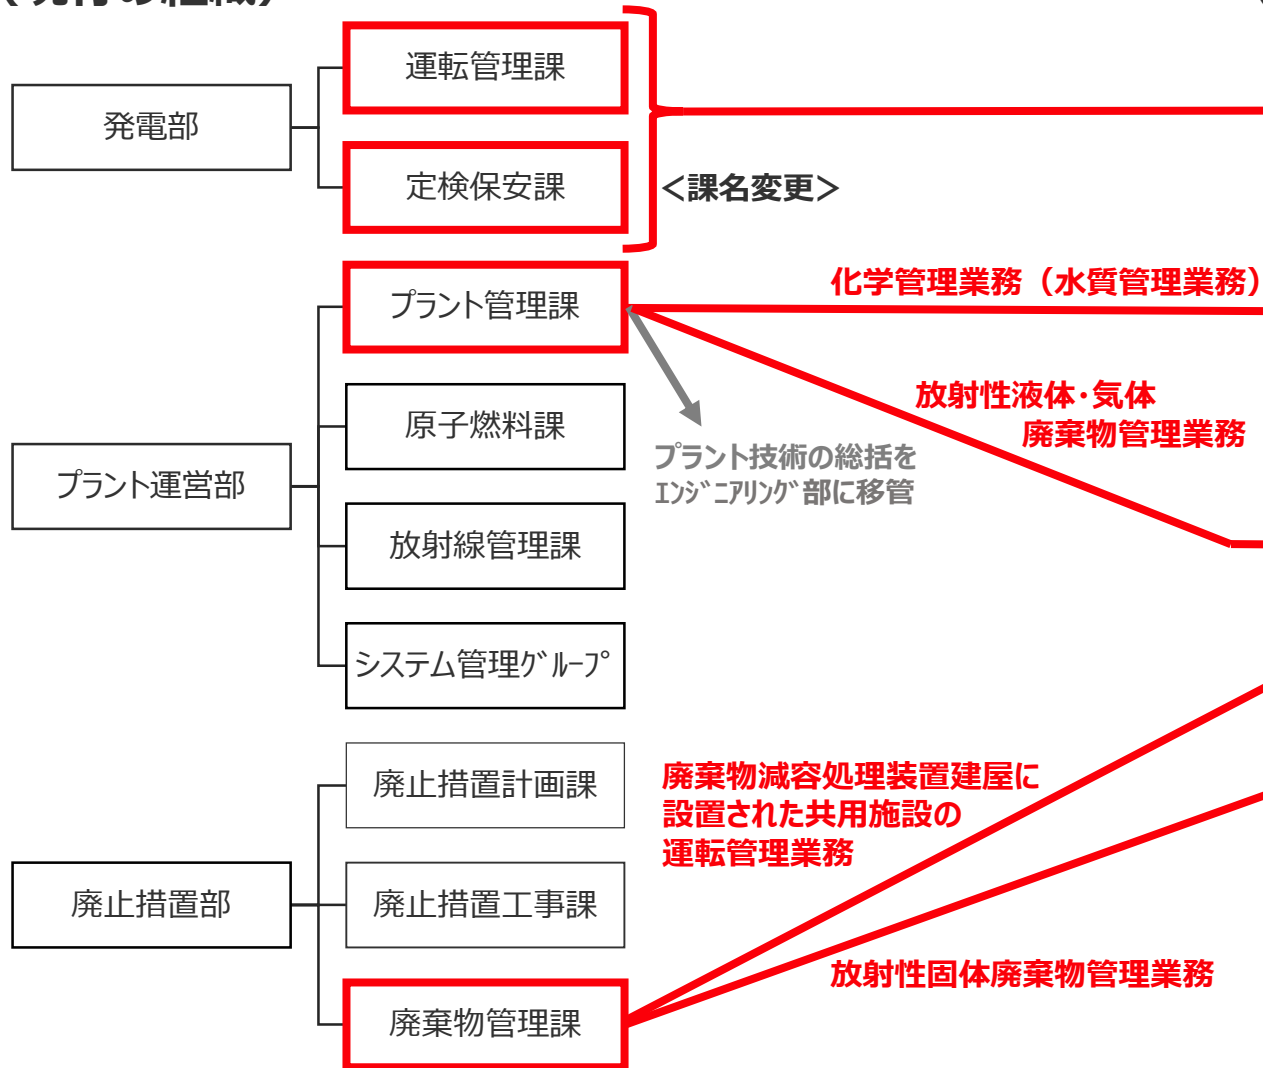 （現行の組織）
運転管理課
発電部
定検保安課
＜課名変更＞
化学管理業務（水質管理業務）
プラント管理課
放射性液体・気体
廃棄物管理業務
原子燃料課
プラント技術の総括を
ｴﾝｼﾞﾆｱﾘﾝｸﾞ部に移管
プラント運営部
放射線管理課
システム管理ｸﾞﾙｰﾌﾟ
廃止措置計画課
廃棄物減容処理装置建屋に
設置された共用施設の
運転管理業務
廃止措置部
廃止措置工事課
放射性固体廃棄物管理業務
廃棄物管理課